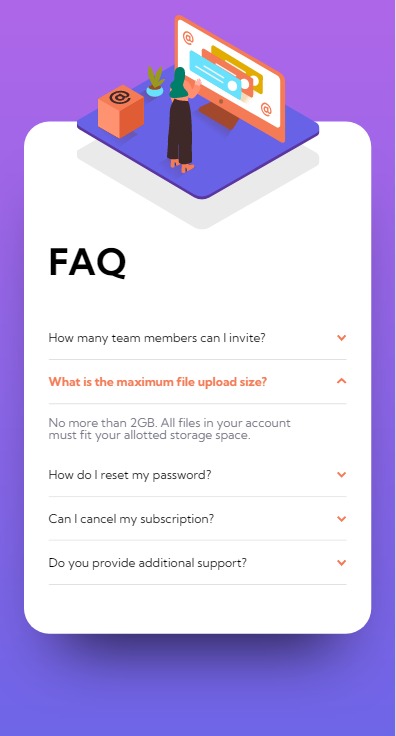 FAQ
How many team members can I invite?
What is the maximum file upload size?
No more than 2GB. All files in your account
must fit your allotted storage space.
How do I reset my password?
Can I cancel my subscription?
Do you provide additional support?